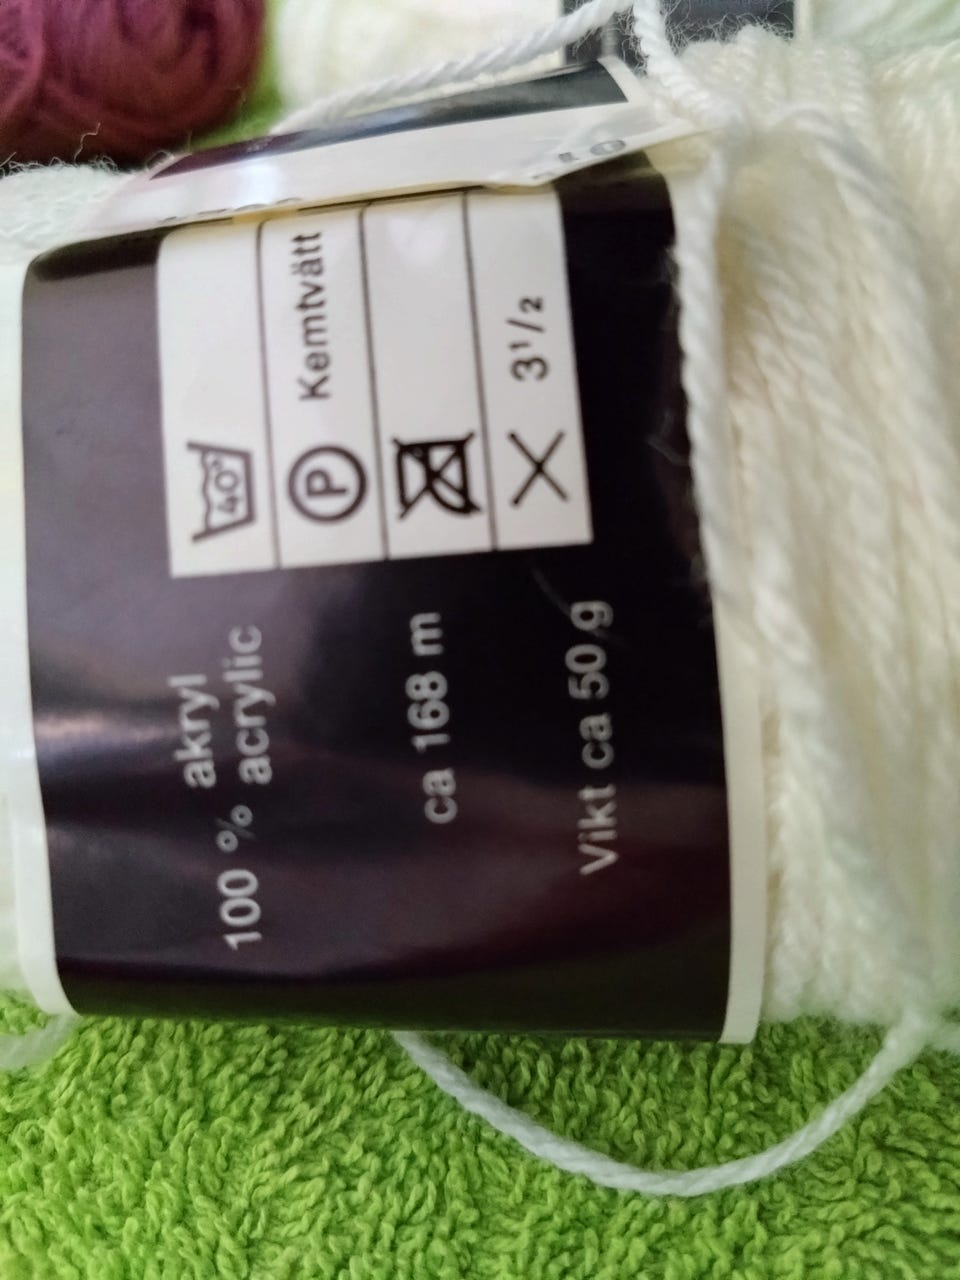 40°
P Kemtvätt
3 1/2
akryl
100 % acrylic
ca 168 m
Vikt ca 50 g